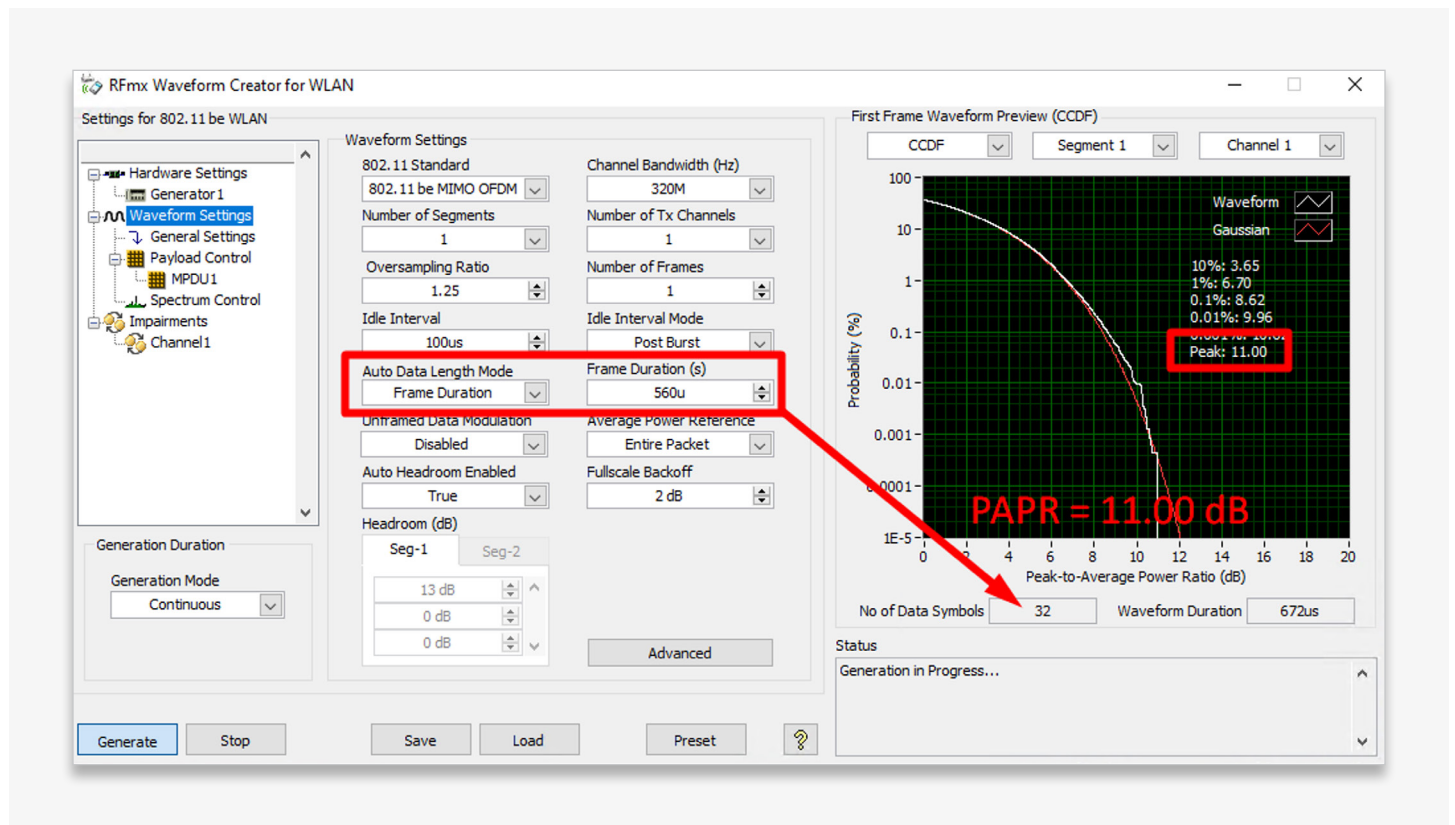 RFmx Waveform Creator for WLAN
Settings for 802.11be WLAN
Hardware Settings
Generator1
Waveform Settings
General Settings
Payload Control
MPDU1
Spectrum Control
Impairments
Channel1
Generation Duration
Generation Mode
Continuous
Waveform Settings
802.11 Standard
Channel Bandwidth (Hz)
802.11be MIMO OFDM
320M
Number of Segments
Number of Tx Channels
1
1
Oversampling Ratio
Number of Frames
1.25
1
Idle Interval
Idle Interval Mode
100us
Post Burst
Auto Data Length Mode
Frame Duration (s)
Frame Duration
560u
Unframed Data Modulation
Average Power Reference
Disabled
Entire Packet
Auto Headroom Enabled
Fullscale Backoff
True
2 dB
Headroom (dB)
Seg-1
Seg-2
13 dB
0 dB
0 dB
Advanced
Generate
Stop
Save
Load
Preset
?
First Frame Waveform Preview (CCDF)
CCDF
Segment 1
Channel 1
Waveform
Gaussian
10%: 3.65
1%: 6.70
0.1%: 8.62
0.01%: 9.96
Peak: 11.00
PAPR = 11.00 dB
Probability (%)
100
10
1
0.1
0.01
0.001
0.0001
1E-5
0 2 4 6 8 10 12 14 16 18 20
Peak-to-Average Power Ratio (dB)
No of Data Symbols
32
Waveform Duration
672us
Status
Generation in Progress...